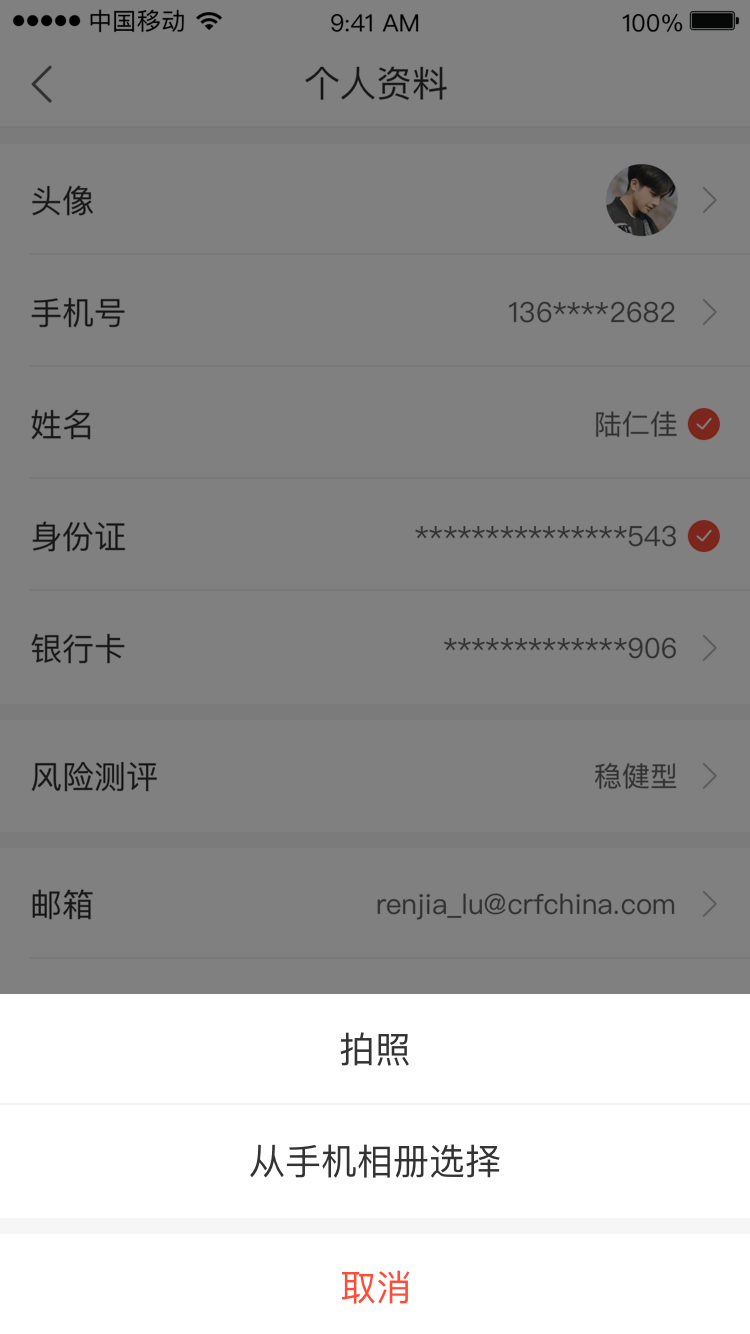 中国移动 9:41 AM 100%
个人资料
头像
手机号 136****2682
姓名 陆仁佳
身份证 ***************543
银行卡 *************906
风险测评 稳健型
邮箱 renjia_lu@crfchina.com
拍照
从手机相册选择
取消